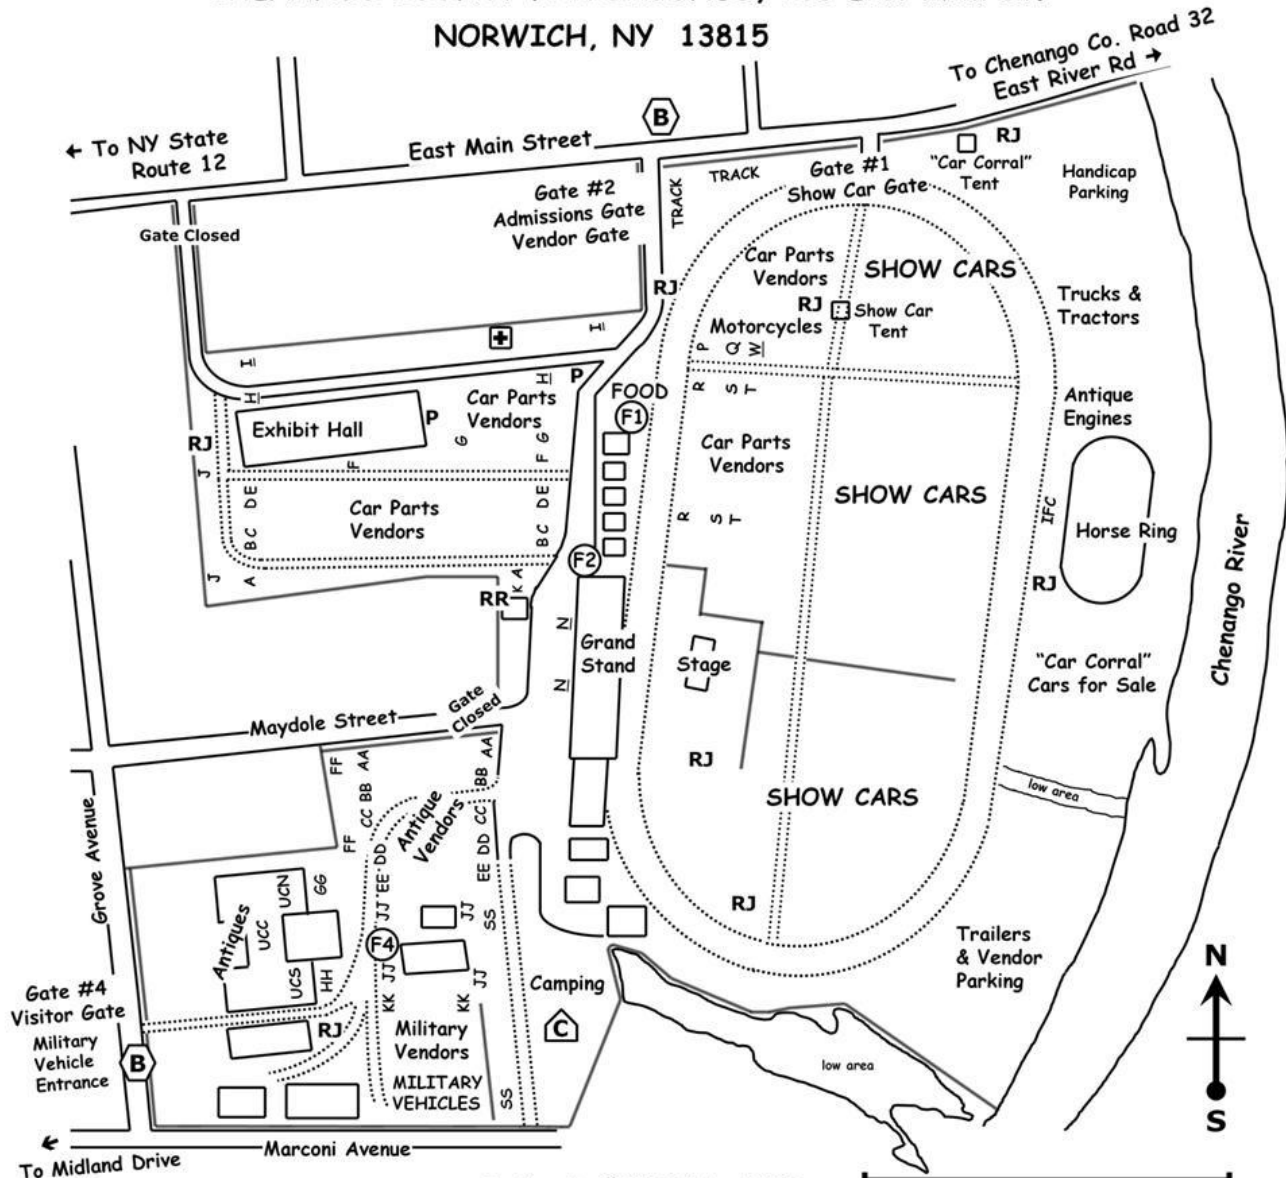 NORWICH, NY 13815
To Chenango Co. Road 32
East River Rd →
← To NY State
Route 12
East Main Street
B
RJ
"Car Corral"
Tent
Handicap
Parking
Gate #1
Show Car Gate
TRACK
TRACK
Gate #2
Admissions Gate
Vendor Gate
Gate Closed
Car Parts
Vendors
SHOW CARS
RJ
RJ
Show Car
Tent
Trucks &
Tractors
Motorcycles
I
I
P
Q
W
H
H
P
FOOD
F1
R
S
T
Antique
Engines
Exhibit Hall
P
Car Parts
Vendors
G
F
G
F
RJ
J
Car Parts
Vendors
SHOW CARS
DE
DE
Car Parts
Vendors
BC
BC
R
S
T
IFC
Horse Ring
F2
J
A
K A
RR
RJ
N
N
Grand
Stand
Stage
"Car Corral"
Cars for Sale
Chenango River
Maydole Street
Gate
Closed
FF
AA
AA
RJ
BB
BB
CC
CC
Antique
Vendors
SHOW CARS
low area
Grove Avenue
FF
DD
DD
EE
EE
UCN
GG
JJ
JJ
SS
RJ
Antiques
UCC
F4
Trailers
& Vendor
Parking
N
UCS
HH
JJ
JJ
KK
KK
Camping
C
Gate #4
Visitor Gate
Military
Vehicle
Entrance
B
RJ
Military
Vendors
MILITARY
VEHICLES
SS
low area
S
←
To Midland Drive
Marconi Avenue